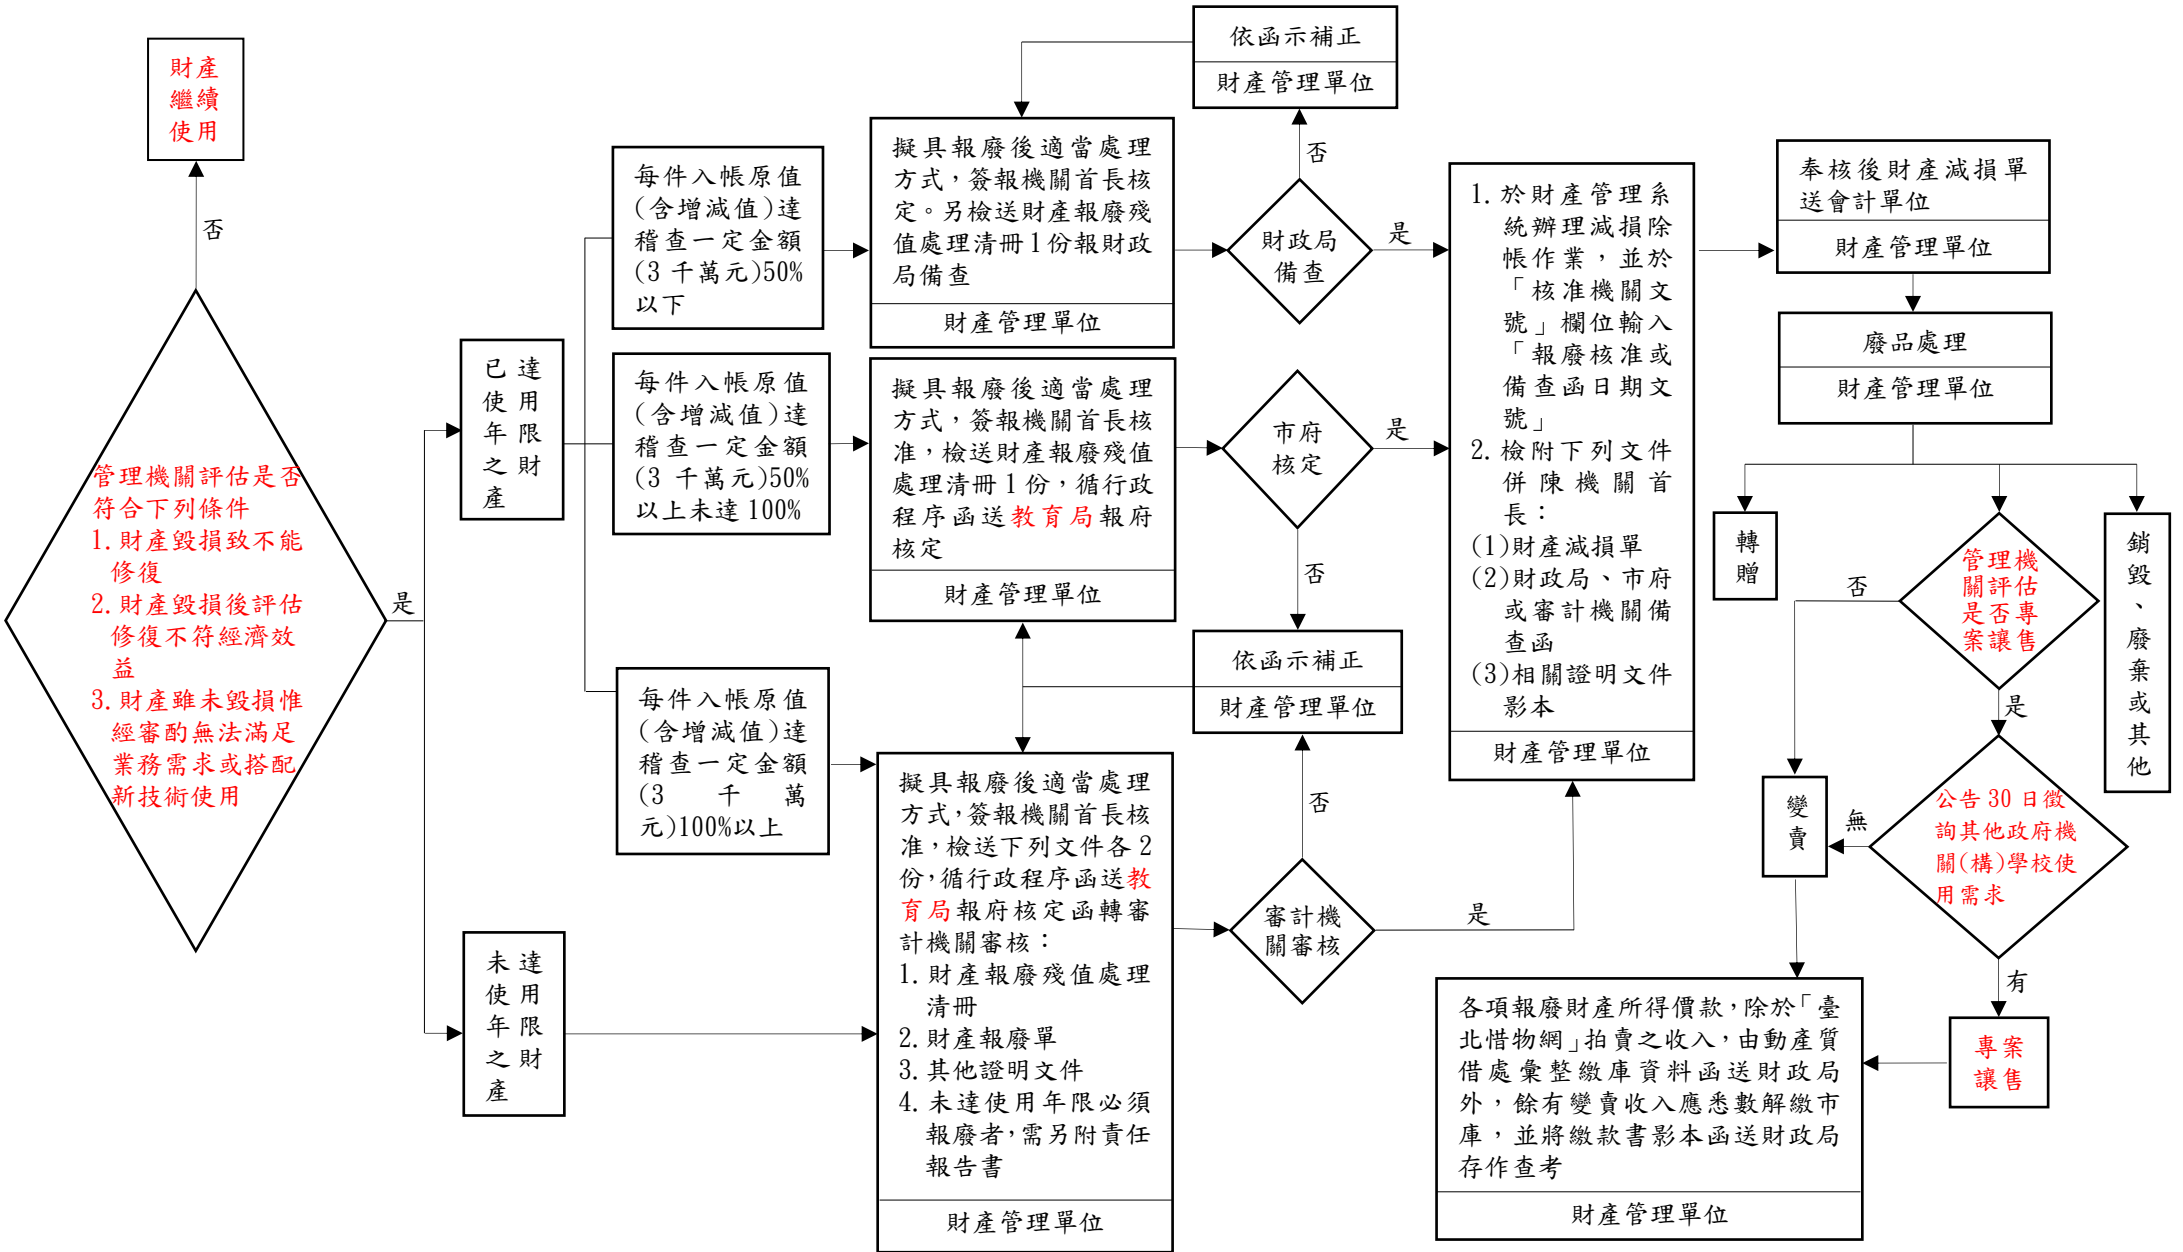 財產
繼續
使用
否
管理機關評估是否
符合下列條件
1.財產毀損致不能
修復
2.財產毀損後評估
修復不符經濟效
益
3.財產雖未毀損惟
經審酌無法滿足
業務需求或搭配
新技術使用
是
已達
使用
年限
之財
產
未達
使用
年限
之財
產
每件入帳原值
(含增減值)達
稽查一定金額
(3 千萬元)50%
以下
每件入帳原值
(含增減值)達
稽查一定金額
(3 千萬元)50%
以上未達 100%
每件入帳原值
(含增減值)達
稽查一定金額
(3 千 萬
元)100%以上
擬具報廢後適當處理
方式，簽報機關首長核
定。另檢送財產報廢殘
值處理清冊 1 份報財政
局備查
財產管理單位
擬具報廢後適當處理
方式，簽報機關首長核
准，檢送財產報廢殘值
處理清冊 1 份，循行政
程序函送教育局報府
核定
財產管理單位
擬具報廢後適當處理
方式，簽報機關首長核
准，檢送下列文件各 2
份，循行政程序函送教
育局報府核定函轉審
計機關審核：
1.財產報廢殘值處理
清冊
2.財產報廢單
3.其他證明文件
4.未達使用年限必須
報廢者，需另附責任
報告書
財產管理單位
依函示補正
財產管理單位
否
財政局
備查
是
市府
核定
是
否
依函示補正
財產管理單位
否
審計機
關審核
是
1.於財產管理系
統辦理減損除
帳作業，並於
「核准機關文
號」欄位輸入
「報廢核准或
備查函日期文
號」
2.檢附下列文件
併陳機關首
長：
(1)財產減損單
(2)財政局、市府
或審計機關備
查函
(3)相關證明文件
影本
財產管理單位
奉核後財產減損單
送會計單位
財產管理單位
廢品處理
財產管理單位
轉
贈
管理機
關評估
是否專
案讓售
否
是
銷
毀
、
廢
棄
或
其
他
變
賣
無
公告 30 日徵
詢其他政府機
關(構)學校使
用需求
有
專案
讓售
各項報廢財產所得價款，除於「臺
北惜物網」拍賣之收入，由動產質
借處彙整繳庫資料函送財政局
外，餘有變賣收入應悉數解繳市
庫，並將繳款書影本函送財政局
存作查考
財產管理單位